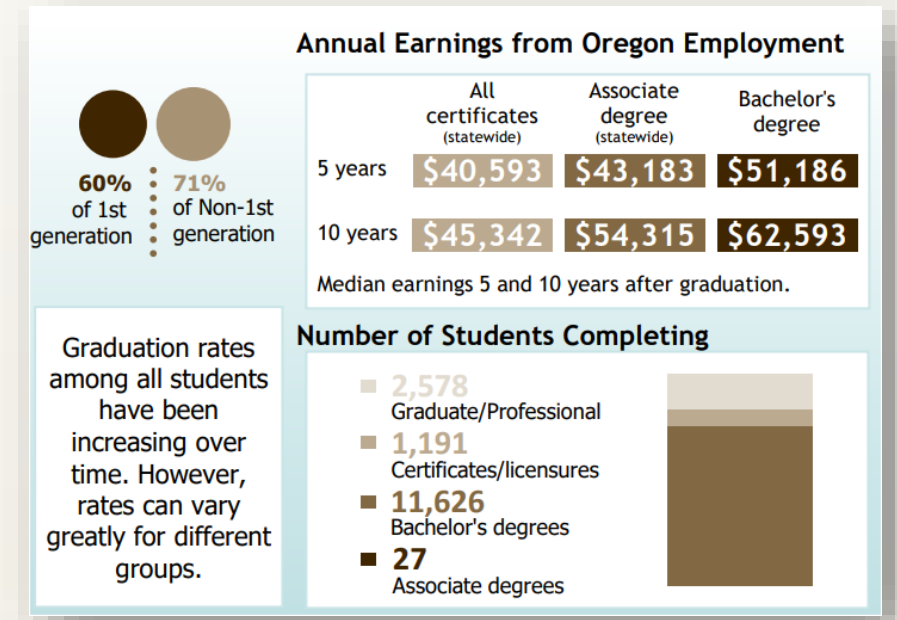 Annual Earnings from Oregon Employment
60%
of 1st
generation
71%
of Non-1st
generation
All
certificates
(statewide)
Associate
degree
(statewide)
Bachelor's
degree
5 years $40,593 $43,183 $51,186
10 years $45,342 $54,315 $62,593
Median earnings 5 and 10 years after graduation.
Graduation rates
among all students
have been
increasing over
time. However,
rates can vary
greatly for different
groups.
Number of Students Completing
2,578
Graduate/Professional
1,191
Certificates/licensures
11,626
Bachelor's degrees
27
Associate degrees